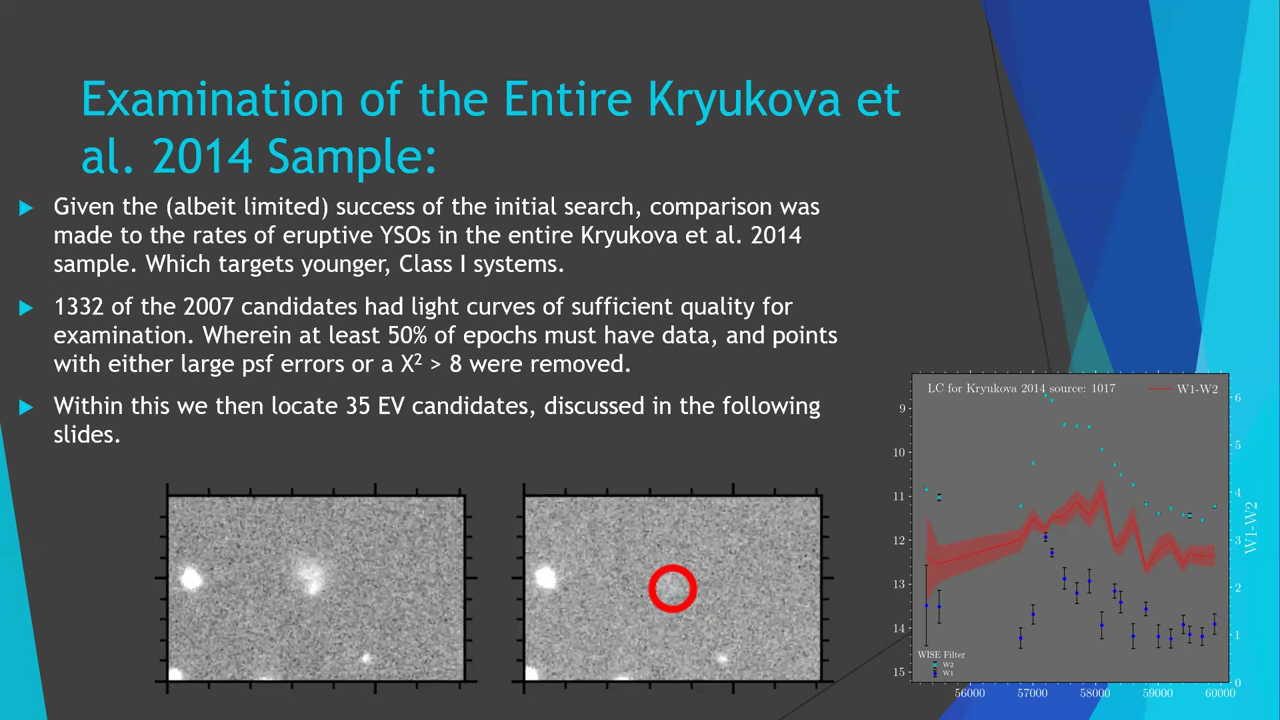 Examination of the Entire Kryukova et
al. 2014 Sample:
Given the (albeit limited) success of the initial search, comparison was
made to the rates of eruptive YSOs in the entire Kryukova et al. 2014
sample. Which targets younger, Class I systems.
1332 of the 2007 candidates had light curves of sufficient quality for
examination. Wherein at least 50% of epochs must have data, and points
with either large psf errors or a X² > 8 were removed.
Within this we then locate 35 EV candidates, discussed in the following
slides.
LC for Kryukova 2014 source: 1017
W1-W2
9
10
11
12
13
14
15
6
5
4
3
2
1
0
W1-W2
WISE Filter
W2
W1
56000
57000
58000
59000
60000